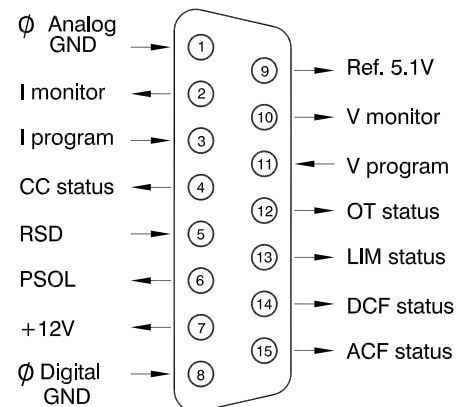 Ø Analog
GND
1
I monitor
2
I program
3
CC status
4
RSD
5
PSOL
6
+12V
7
Ø Digital
GND
8
9
Ref. 5.1V
10
V monitor
11
V program
12
OT status
13
LIM status
14
DCF status
15
ACF status